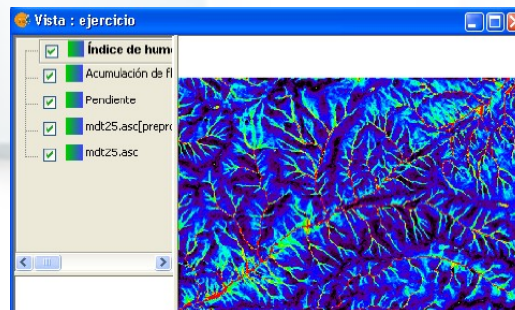 Vista : ejercicio
Índice de hum
Acumulación de fl
Pendiente
mdt25.asc[prepro
mdt25.asc